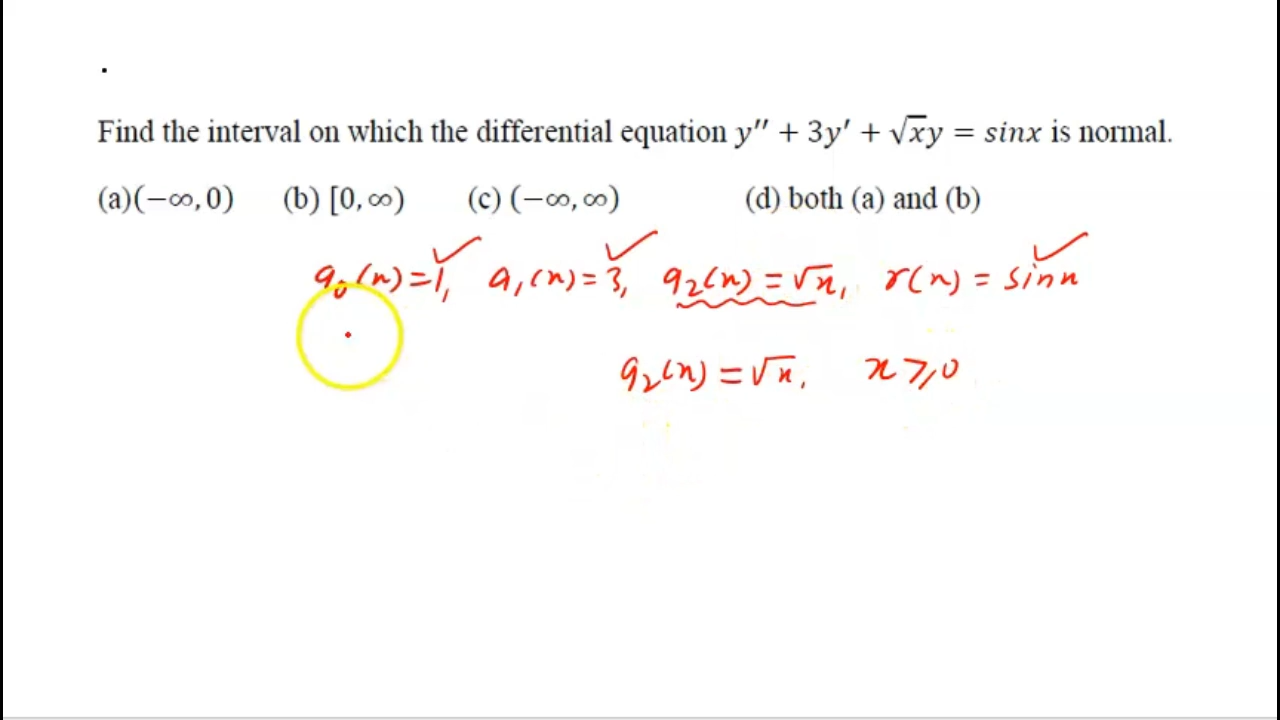 .
Find the interval on which the differential equation y′′ + 3y′ + √xy = sinx is normal.
(a)(−∞, 0) (b) [0, ∞) (c) (−∞, ∞) (d) both (a) and (b)
a₀(x) = 1, a₁(x) = 3, a₂(x) = √x, r(x) = sinx
a₂(x) = √x, x ⩾ 0